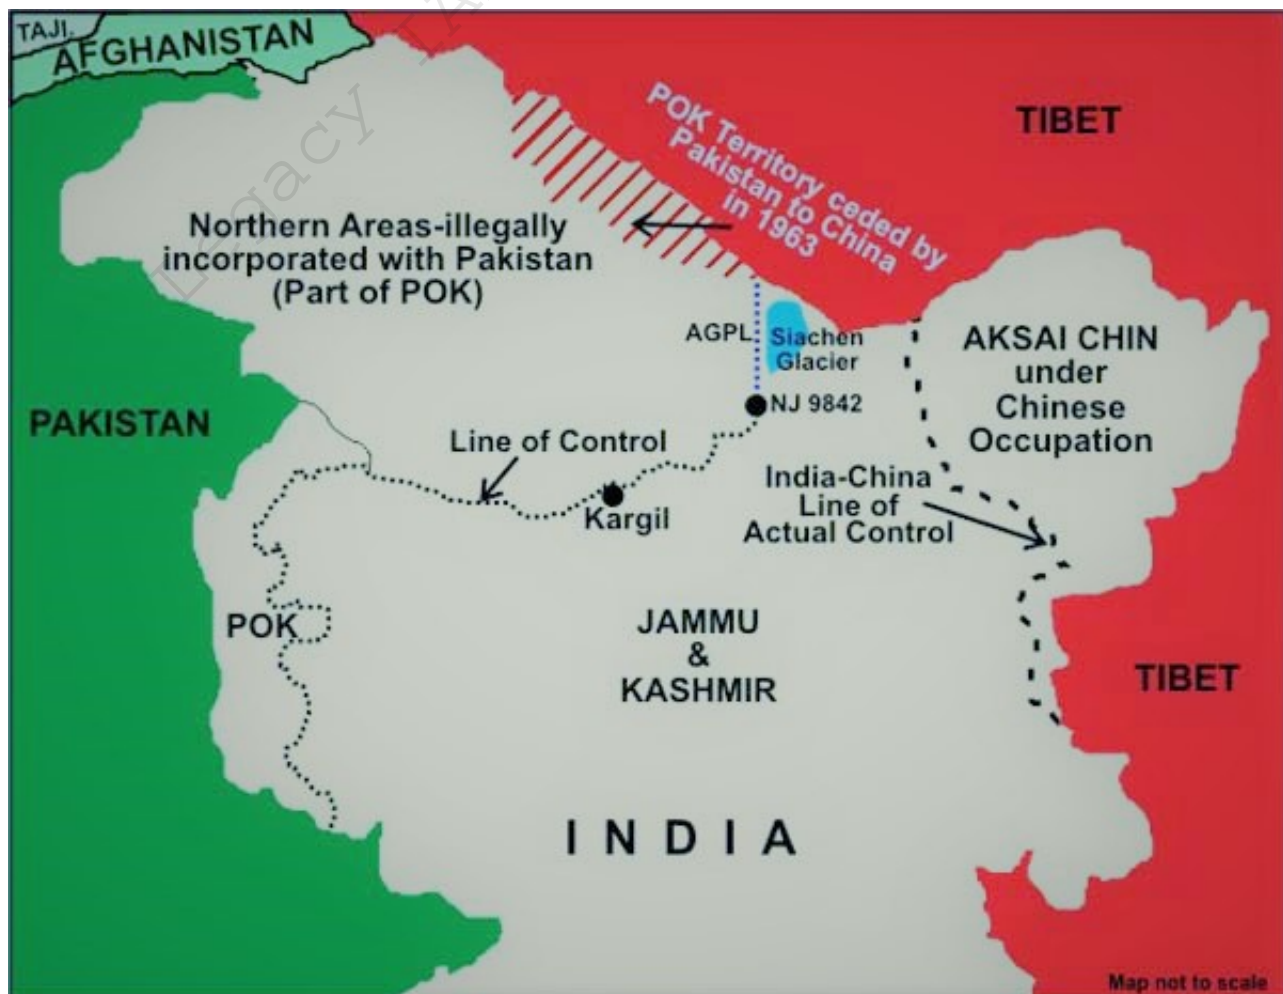 TAJI.
AFGHANISTAN
TIBET
POK Territory ceded by
Pakistan to China
in 1963
Northern Areas-illegally
incorporated with Pakistan
(Part of POK)
AGPL
Siachen
Glacier
AKSAI CHIN
under
Chinese
Occupation
NJ 9842
PAKISTAN
Line of Control
India-China
Line of
Actual Control
Kargil
POK
JAMMU
&
KASHMIR
TIBET
INDIA
Map not to scale
Legacy